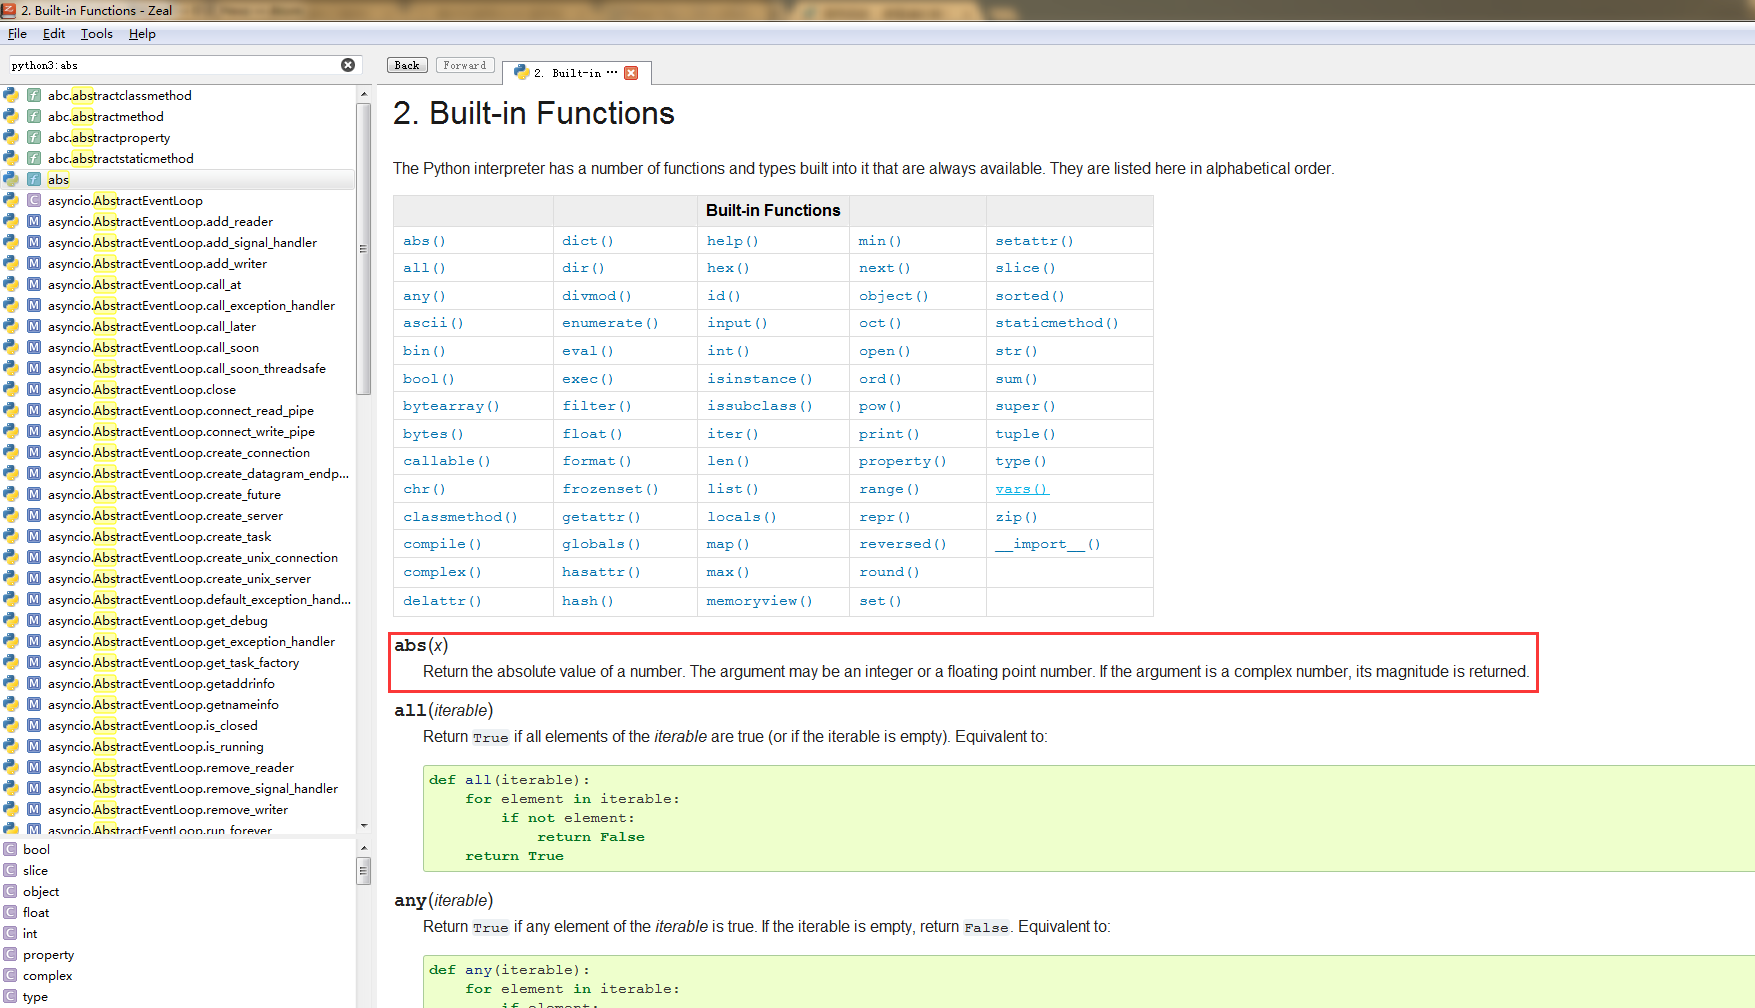 2. Built-in Functions - Zeal
File Edit Tools Help
python3:abs
Back Forward
2. Built-in ···
abc.abstractclassmethod
abc.abstractmethod
abc.abstractproperty
abc.abstractstaticmethod
abs
asyncio.AbstractEventLoop
asyncio.AbstractEventLoop.add_reader
asyncio.AbstractEventLoop.add_signal_handler
asyncio.AbstractEventLoop.add_writer
asyncio.AbstractEventLoop.call_at
asyncio.AbstractEventLoop.call_exception_handler
asyncio.AbstractEventLoop.call_later
asyncio.AbstractEventLoop.call_soon
asyncio.AbstractEventLoop.call_soon_threadsafe
asyncio.AbstractEventLoop.close
asyncio.AbstractEventLoop.connect_read_pipe
asyncio.AbstractEventLoop.connect_write_pipe
asyncio.AbstractEventLoop.create_connection
asyncio.AbstractEventLoop.create_datagram_endp...
asyncio.AbstractEventLoop.create_future
asyncio.AbstractEventLoop.create_server
asyncio.AbstractEventLoop.create_task
asyncio.AbstractEventLoop.create_unix_connection
asyncio.AbstractEventLoop.create_unix_server
asyncio.AbstractEventLoop.default_exception_hand...
asyncio.AbstractEventLoop.get_debug
asyncio.AbstractEventLoop.get_exception_handler
asyncio.AbstractEventLoop.get_task_factory
asyncio.AbstractEventLoop.getaddrinfo
asyncio.AbstractEventLoop.getnameinfo
asyncio.AbstractEventLoop.is_closed
asyncio.AbstractEventLoop.is_running
asyncio.AbstractEventLoop.remove_reader
asyncio.AbstractEventLoop.remove_signal_handler
asyncio.AbstractEventLoop.remove_writer
asyncio.AbstractEventLoop.run_forever
bool
slice
object
float
int
property
complex
type
2. Built-in Functions
The Python interpreter has a number of functions and types built into it that are always available. They are listed here in alphabetical order.
Built-in Functions
abs() dict() help() min() setattr()
all() dir() hex() next() slice()
any() divmod() id() object() sorted()
ascii() enumerate() input() oct() staticmethod()
bin() eval() int() open() str()
bool() exec() isinstance() ord() sum()
bytearray() filter() issubclass() pow() super()
bytes() float() iter() print() tuple()
callable() format() len() property() type()
chr() frozenset() list() range() vars()
classmethod() getattr() locals() repr() zip()
compile() globals() map() reversed() __import__()
complex() hasattr() max() round()
delattr() hash() memoryview() set()
abs(x)
Return the absolute value of a number. The argument may be an integer or a floating point number. If the argument is a complex number, its magnitude is returned.
all(iterable)
Return True if all elements of the iterable are true (or if the iterable is empty). Equivalent to:
def all(iterable):
    for element in iterable:
        if not element:
            return False
    return True
any(iterable)
Return True if any element of the iterable is true. If the iterable is empty, return False. Equivalent to:
def any(iterable):
    for element in iterable:
        if element: